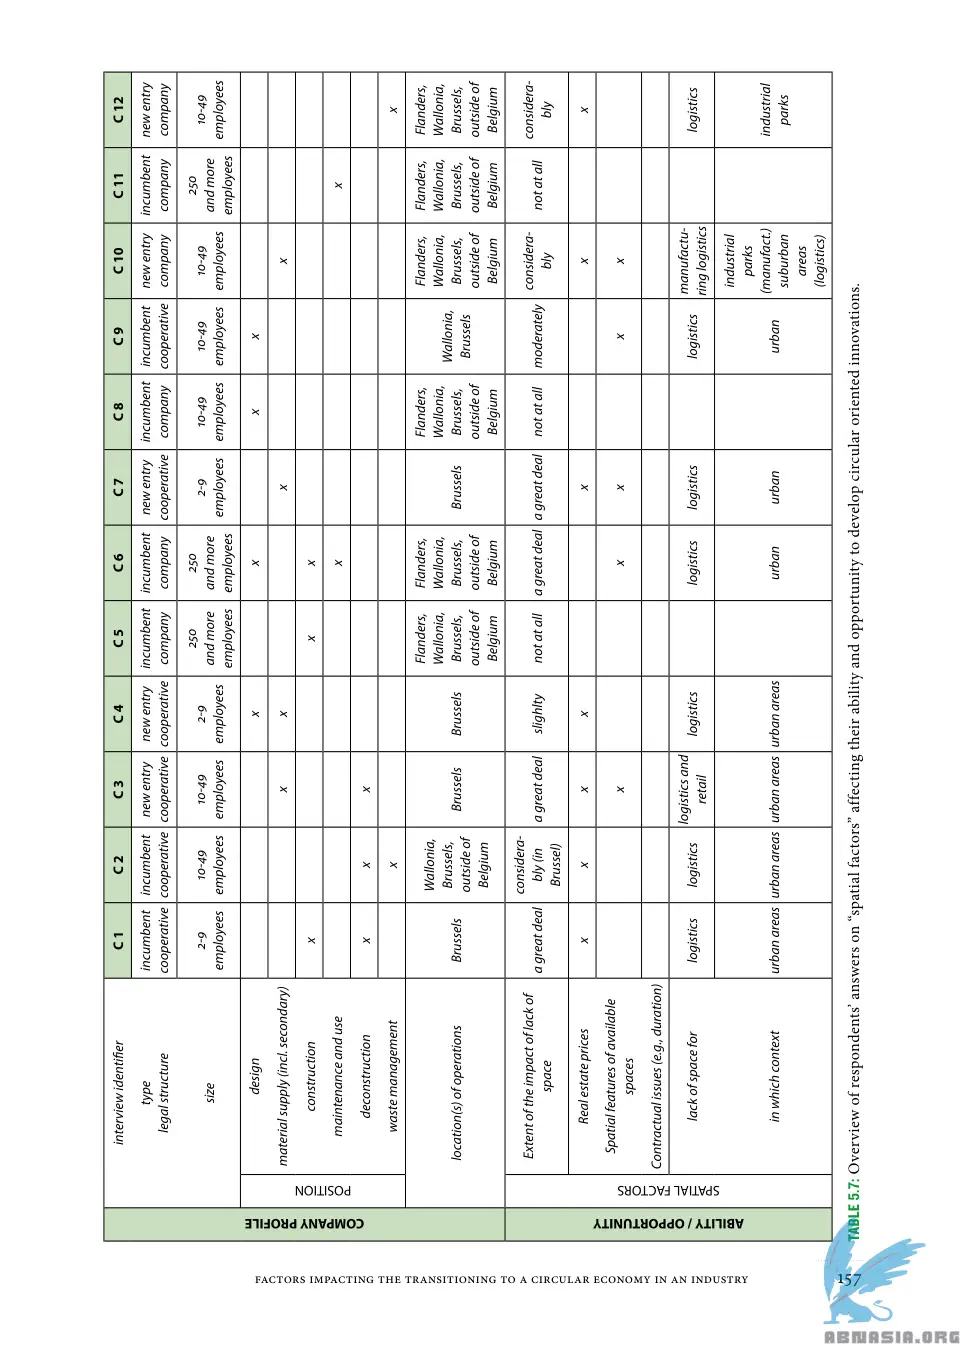 interview identifier C 1 C 2 C 3 C 4 C 5 C 6 C 7 C 8 C 9 C 10 C 11 C 12
COMPANY PROFILE
type
legal structure
incumbent
cooperative
incumbent
cooperative
new entry
cooperative
new entry
cooperative
incumbent
company
incumbent
company
new entry
cooperative
incumbent
company
incumbent
cooperative
new entry
company
incumbent
company
new entry
company
size
2-9
employees
10-49
employees
10-49
employees
2-9
employees
250
and more
employees
250
and more
employees
2-9
employees
10-49
employees
10-49
employees
10-49
employees
250
and more
employees
10-49
employees
POSITION
design x x x x
material supply (incl. secondary) x x x x
construction x x x
maintenance and use x x
deconstruction x x x
waste management x x
location(s) of operations
Brussels
Wallonia,
Brussels,
outside of
Belgium
Brussels
Brussels
Flanders,
Wallonia,
Brussels,
outside of
Belgium
Flanders,
Wallonia,
Brussels,
outside of
Belgium
Brussels
Flanders,
Wallonia,
Brussels,
outside of
Belgium
Wallonia,
Brussels
Flanders,
Wallonia,
Brussels,
outside of
Belgium
Flanders,
Wallonia,
Brussels,
outside of
Belgium
Flanders,
Wallonia,
Brussels,
outside of
Belgium
ABILITY / OPPORTUNITY
SPATIAL FACTORS
Extent of the impact of lack of
space
a great deal
considera-
bly (in
Brussel)
a great deal
slighlty
not at all
a great deal
a great deal
not at all
moderately
considera-
bly
not at all
considera-
bly
Real estate prices x x x x x x x
Spatial features of available
spaces
x x x x x
Contractual issues (e.g., duration)
lack of space for
logistics
logistics
logistics and
retail
logistics
logistics
logistics
logistics
manufactu-
ring logistics
logistics
in which context
urban areas
urban areas
urban areas
urban areas
urban
urban
urban
industrial
parks
(manufact.)
suburban
areas
(logistics)
industrial
parks
TABLE 5.7: Overview of respondents’ answers on “spatial factors” affecting their ability and opportunity to develop circular oriented innovations.
FACTORS IMPACTING THE TRANSITIONING TO A CIRCULAR ECONOMY IN AN INDUSTRY 157
ABNASIA.ORG